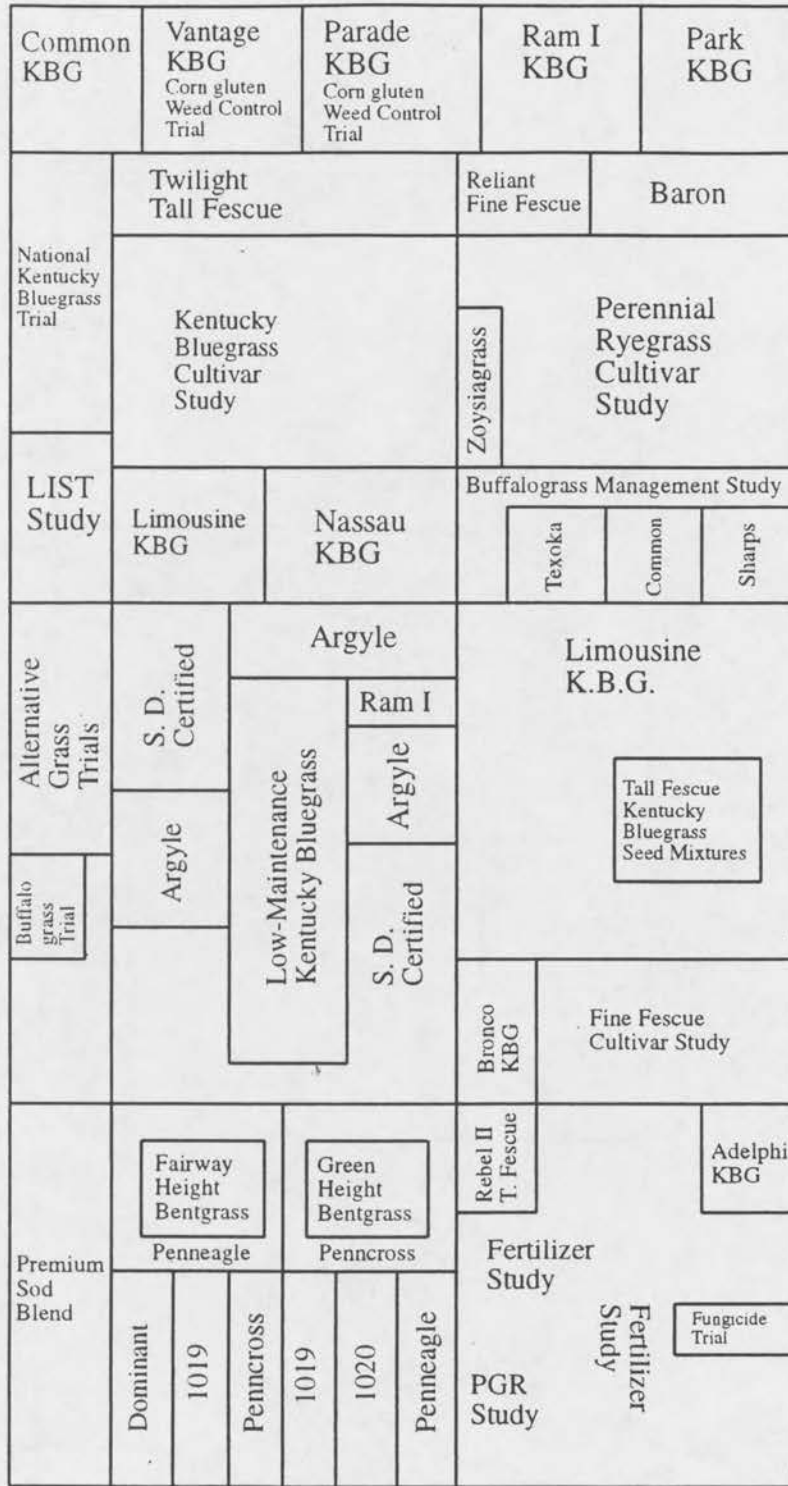 Common
KBG
Vantage
KBG
Corn gluten
Weed Control
Trial
Parade
KBG
Corn gluten
Weed Control
Trial
Ram I
KBG
Park
KBG
National
Kentucky
Bluegrass
Trial
Twilight
Tall Fescue
Reliant
Fine Fescue
Baron
Kentucky
Bluegrass
Cultivar
Study
Zoysiagrass
Perennial
Ryegrass
Cultivar
Study
LIST
Study
Limousine
KBG
Nassau
KBG
Buffalograss Management Study
Texoka
Common
Sharps
Alternative
Grass
Trials
S. D.
Certified
Argyle
Argyle
Ram I
Argyle
Low-Maintenance
Kentucky Bluegrass
S. D.
Certified
Limousine
K.B.G.
Tall Fescue
Kentucky
Bluegrass
Seed Mixtures
Buffalo
grass
Trial
Bronco
KBG
Fine Fescue
Cultivar Study
Premium
Sod
Blend
Fairway
Height
Bentgrass
Penneagle
Green
Height
Bentgrass
Penncross
Dominant
1019
Penncross
1019
1020
Penneagle
Rebel II
T. Fescue
Adelphi
KBG
Fertilizer
Study
Fertilizer
Study
Fungicide
Trial
PGR
Study